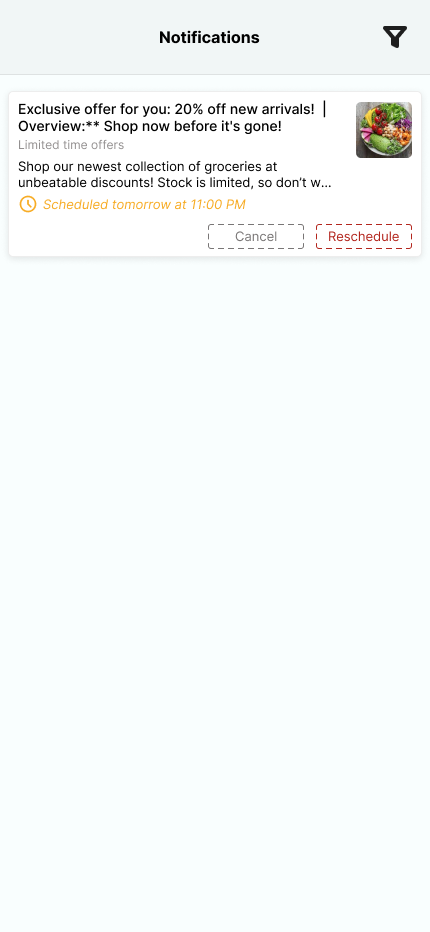 Notifications
Exclusive offer for you: 20% off new arrivals!  |
Overview:** Shop now before it's gone!
Limited time offers
Shop our newest collection of groceries at
unbeatable discounts! Stock is limited, so don't w...
Scheduled tomorrow at 11:00 PM
Cancel
Reschedule